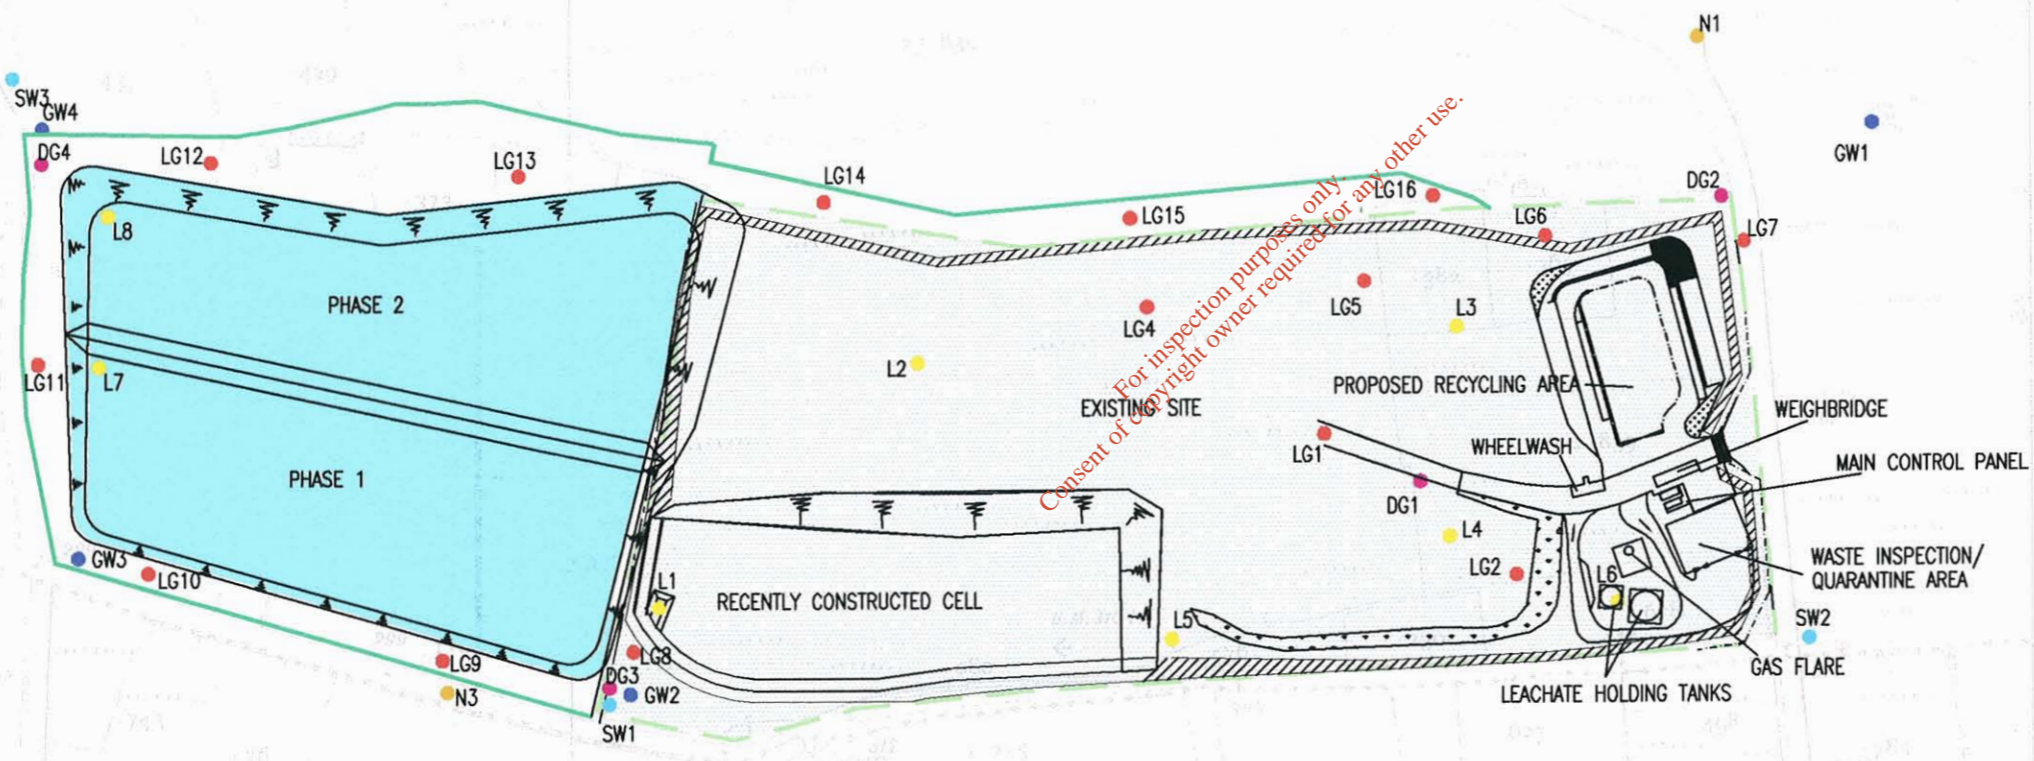 N1
SW3
GW4
DG4
LG12
LG13
LG14
LG15
LG16
DG2
GW1
LG6
LG7
L8
PHASE 2
LG4
LG5
L3
L2
LG11
L7
PROPOSED RECYCLING AREA
EXISTING SITE
WEIGHBRIDGE
LG1
WHEELWASH
MAIN CONTROL PANEL
PHASE 1
DG1
L4
GW3
LG10
LG2
L6
WASTE INSPECTION/
QUARANTINE AREA
L1
RECENTLY CONSTRUCTED CELL
L5
SW2
LG9
LG8
DG3
GW2
N3
GAS FLARE
LEACHATE HOLDING TANKS
SW1
For inspection purposes only.
Consent of copyright owner required for any other use.